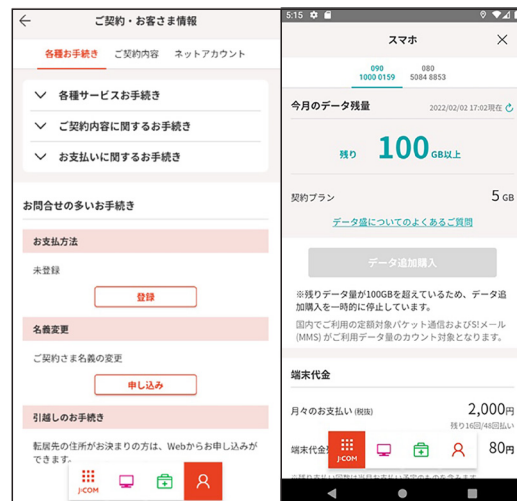 ご契約・お客さま情報
各種お手続き ご契約内容 ネットアカウント
各種サービスお手続き
ご契約内容に関するお手続き
お支払いに関するお手続き
お問合せの多いお手続き
お支払方法
未登録
登録
名義変更
ご契約さま名義の変更
申し込み
引越しのお手続き
転居先の住所がお決まりの方は、Webからお申し込みが
できます。
J:COM
5:15
スマホ
090
1000 0159
080
5084 8853
今月のデータ残量 2022/02/02 17:02現在
残り 100 GB以上
契約プラン 5 GB
データ盛についてのよくあるご質問
データ追加購入
※残りデータ量が100GBを超えているため、データ追
加購入を一時的に停止しています。
国内でご利用の定額対象パケット通信およびS!メール
(MMS) がご利用データ量のカウント対象となります。
端末代金
月々のお支払い (税抜) 2,000円
残り16回/48回払い
端末代金 80円
J:COM